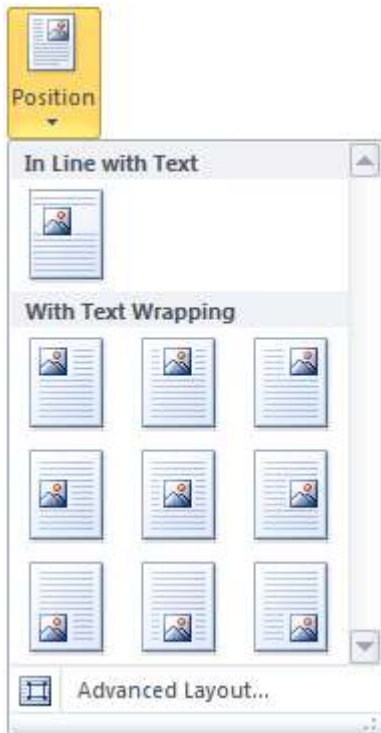 Position
In Line with Text
With Text Wrapping
Advanced Layout...